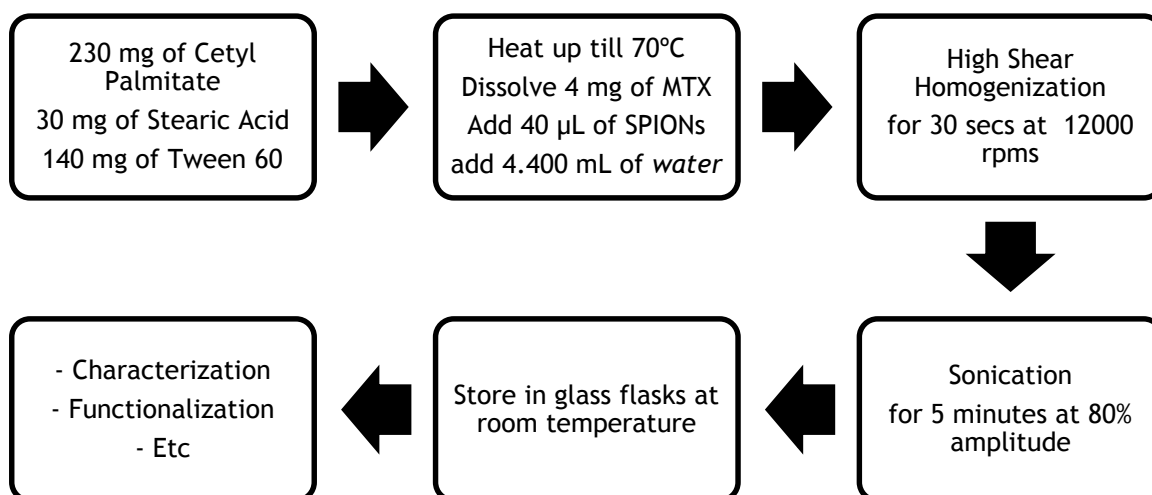 230 mg of Cetyl
Palmitate
30 mg of Stearic Acid
140 mg of Tween 60
Heat up till 70ºC
Dissolve 4 mg of MTX
Add 40 µL of SPIONs
add 4.400 mL of water
High Shear
Homogenization
for 30 secs at 12000
rpms
Sonication
for 5 minutes at 80%
amplitude
Store in glass flasks at
room temperature
- Characterization
- Functionalization
- Etc